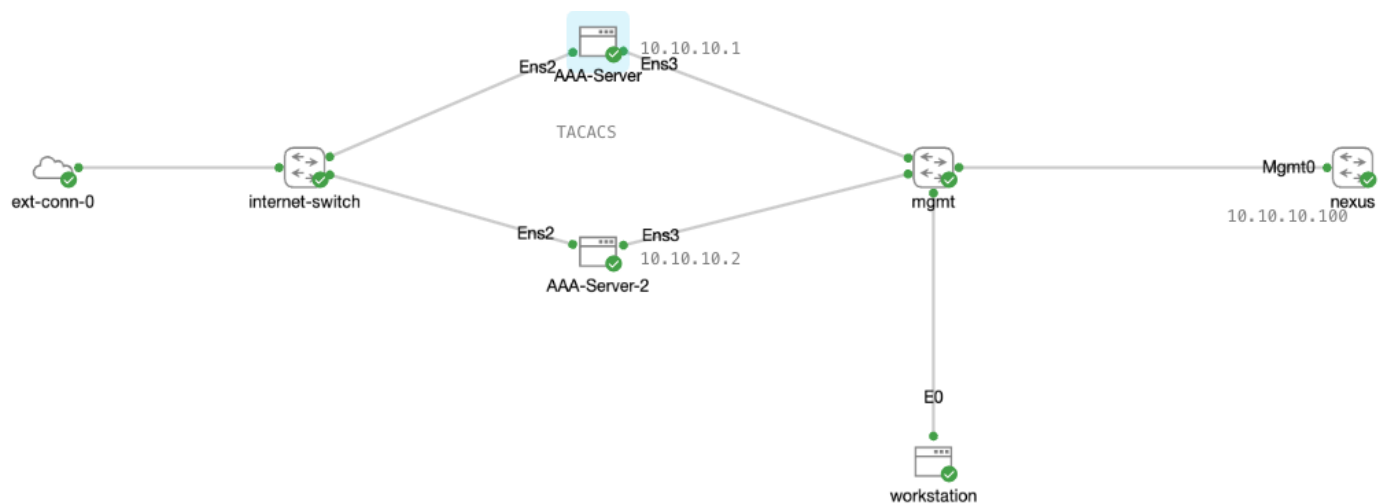 10.10.10.1
Ens2
Ens3
AAA-Server
TACACS
ext-conn-0
internet-switch
mgmt
Mgmt0
nexus
10.10.10.100
Ens2
Ens3
10.10.10.2
AAA-Server-2
E0
workstation